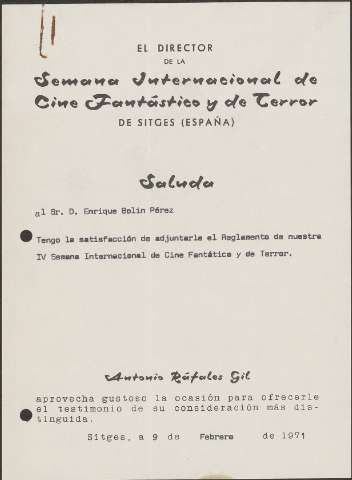 EL DIRECTOR
DE LA
Semana Internacional de
Cine Fantástico y de Terror
DE SITGES (ESPAÑA)
Saluda
al Sr. D. Enrique Bolin Pérez
Tengo la satisfacción de adjuntarle el Reglamento de nuestra
IV Semana Internacional de Cine Fantática y de Terror.
Antonio Ráfales Gil
aprovecha gustoso la ocasión para ofrecerle
el testimonio de su consideración más dis-
tinguida.
Sitges, a 9 de Febrero de 1971